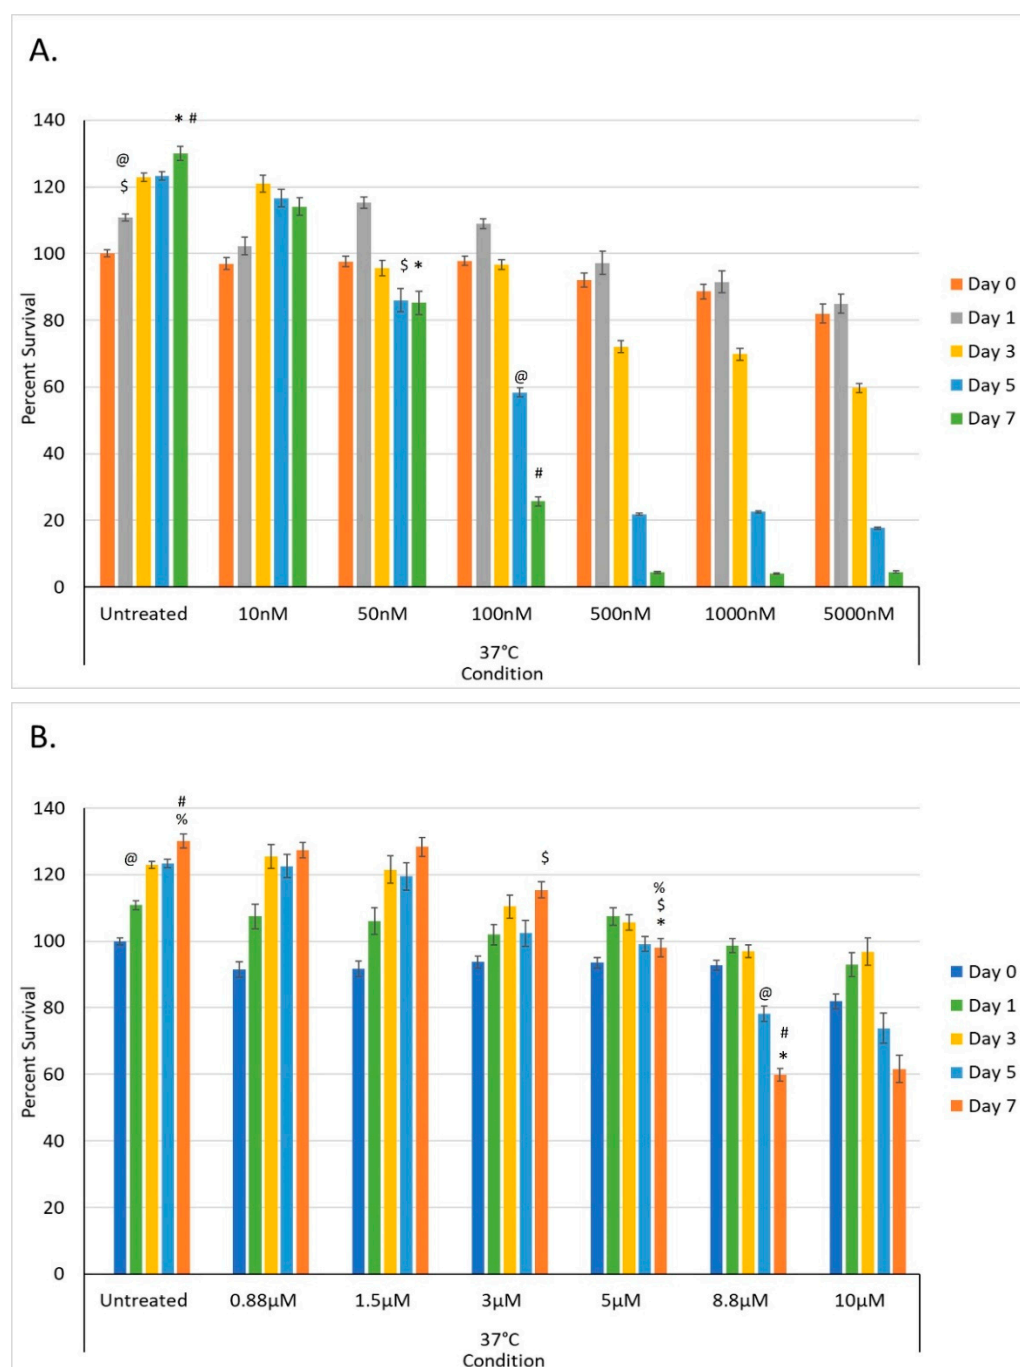 A.
* #
@
$
$ *
@
#
140
120
100
80
60
40
20
0
Percent Survival
Untreated 10nM 50nM 100nM 500nM 1000nM 5000nM
37°C
Condition
Day 0
Day 1
Day 3
Day 5
Day 7
B.
#
%
@
$
%
$
*
@
#
*
140
120
100
80
60
40
20
0
Percent Survival
Untreated 0.88µM 1.5µM 3µM 5µM 8.8µM 10µM
37°C
Condition
Day 0
Day 1
Day 3
Day 5
Day 7